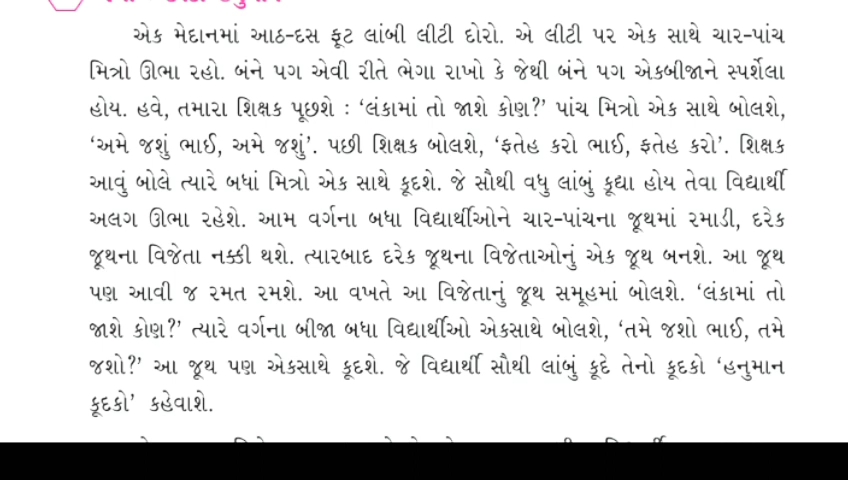 એક મેદાનમાં આઠ-દસ ફૂટ લાંબી લીટી દોરો. એ લીટી પર એક સાથે ચાર-પાંચ
મિત્રો ઊભા રહો. બંને પગ એવી રીતે ભેગા રાખો કે જેથી બંને પગ એકબીજાને સ્પર્શેલા
હોય. હવે, તમારા શિક્ષક પૂછશે : ‘લંકામાં તો જાશે કોણ?’ પાંચ મિત્રો એક સાથે બોલશે,
‘અમે જશું ભાઈ, અમે જશું’. પછી શિક્ષક બોલશે, ‘ફતેહ કરો ભાઈ, ફતેહ કરો’. શિક્ષક
આવું બોલે ત્યારે બધાં મિત્રો એક સાથે કૂદશે. જે સૌથી વધુ લાંબું કૂદ્યા હોય તેવા વિદ્યાર્થી
અલગ ઊભા રહેશે. આમ વર્ગના બધા વિદ્યાર્થીઓને ચાર-પાંચના જૂથમાં રમાડી, દરેક
જૂથના વિજેતા નક્કી થશે. ત્યારબાદ દરેક જૂથના વિજેતાઓનું એક જૂથ બનશે. આ જૂથ
પણ આવી જ રમત રમશે. આ વખતે આ વિજેતાનું જૂથ સમૂહમાં બોલશે. ‘લંકામાં તો
જાશે કોણ?’ ત્યારે વર્ગના બીજા બધા વિદ્યાર્થીઓ એકસાથે બોલશે, ‘તમે જશો ભાઈ, તમે
જશો?’ આ જૂથ પણ એકસાથે કૂદશે. જે વિદ્યાર્થી સૌથી લાંબું કૂદે તેનો કૂદકો ‘હનુમાન
કૂદકો’ કહેવાશે.